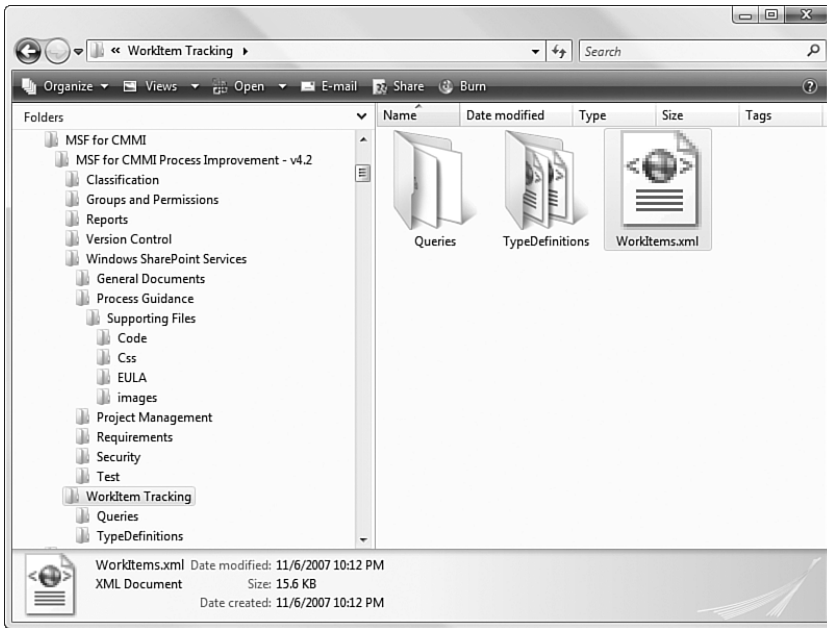 « WorkItem Tracking
Search
Organize Views Open E-mail Share Burn
Folders
Name Date modified Type Size Tags
MSF for CMMI
MSF for CMMI Process Improvement - v4.2
Classification
Groups and Permissions
Reports
Version Control
Windows SharePoint Services
General Documents
Process Guidance
Supporting Files
Code
Css
EULA
images
Project Management
Requirements
Security
Test
WorkItem Tracking
Queries
TypeDefinitions
Queries TypeDefinitions WorkItems.xml
WorkItems.xml Date modified: 11/6/2007 10:12 PM
XML Document Size: 15.6 KB
Date created: 11/6/2007 10:12 PM